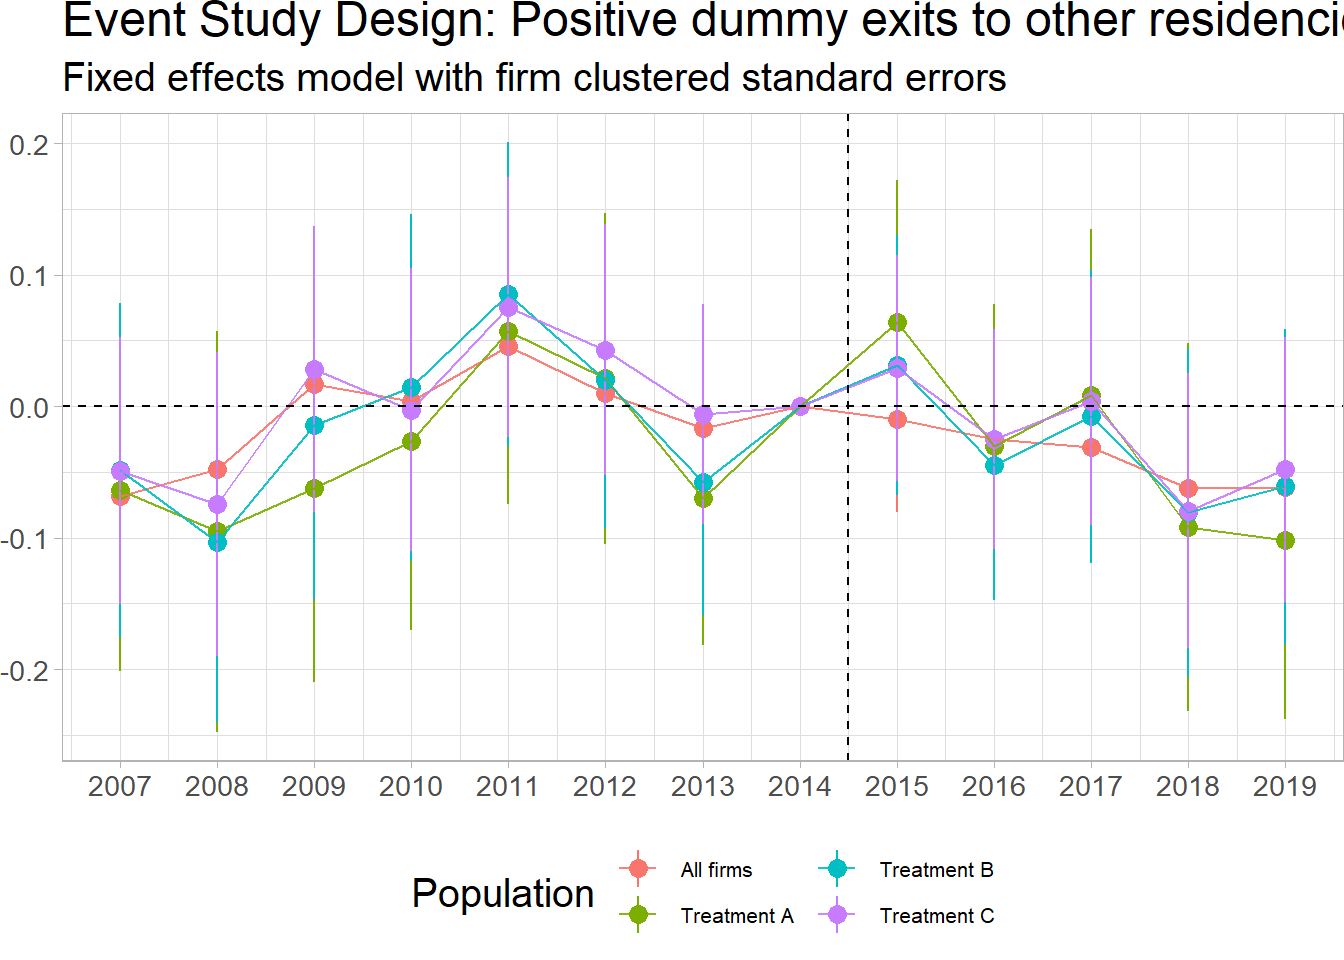 Event Study Design: Positive dummy exits to other residenci
Fixed effects model with firm clustered standard errors
0.2
0.1
0.0
-0.1
-0.2
2007 2008 2009 2010 2011 2012 2013 2014 2015 2016 2017 2018 2019
Population
All firms
Treatment B
Treatment A
Treatment C